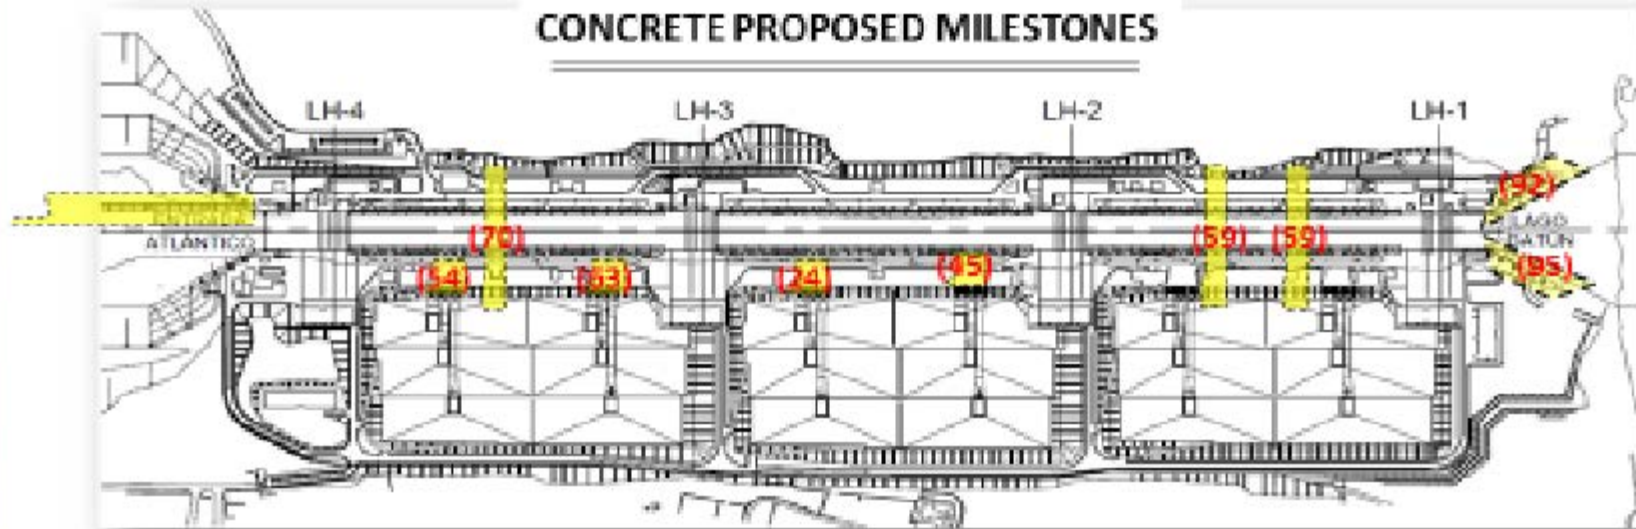 CONCRETE PROPOSED MILESTONES
LH-4 LH-3 LH-2 LH-1
(92)
ENTRADA
ATLANTICO
LAGO
GATUN
(70) (59) (59)
(54) (63) (24) (45) (95)